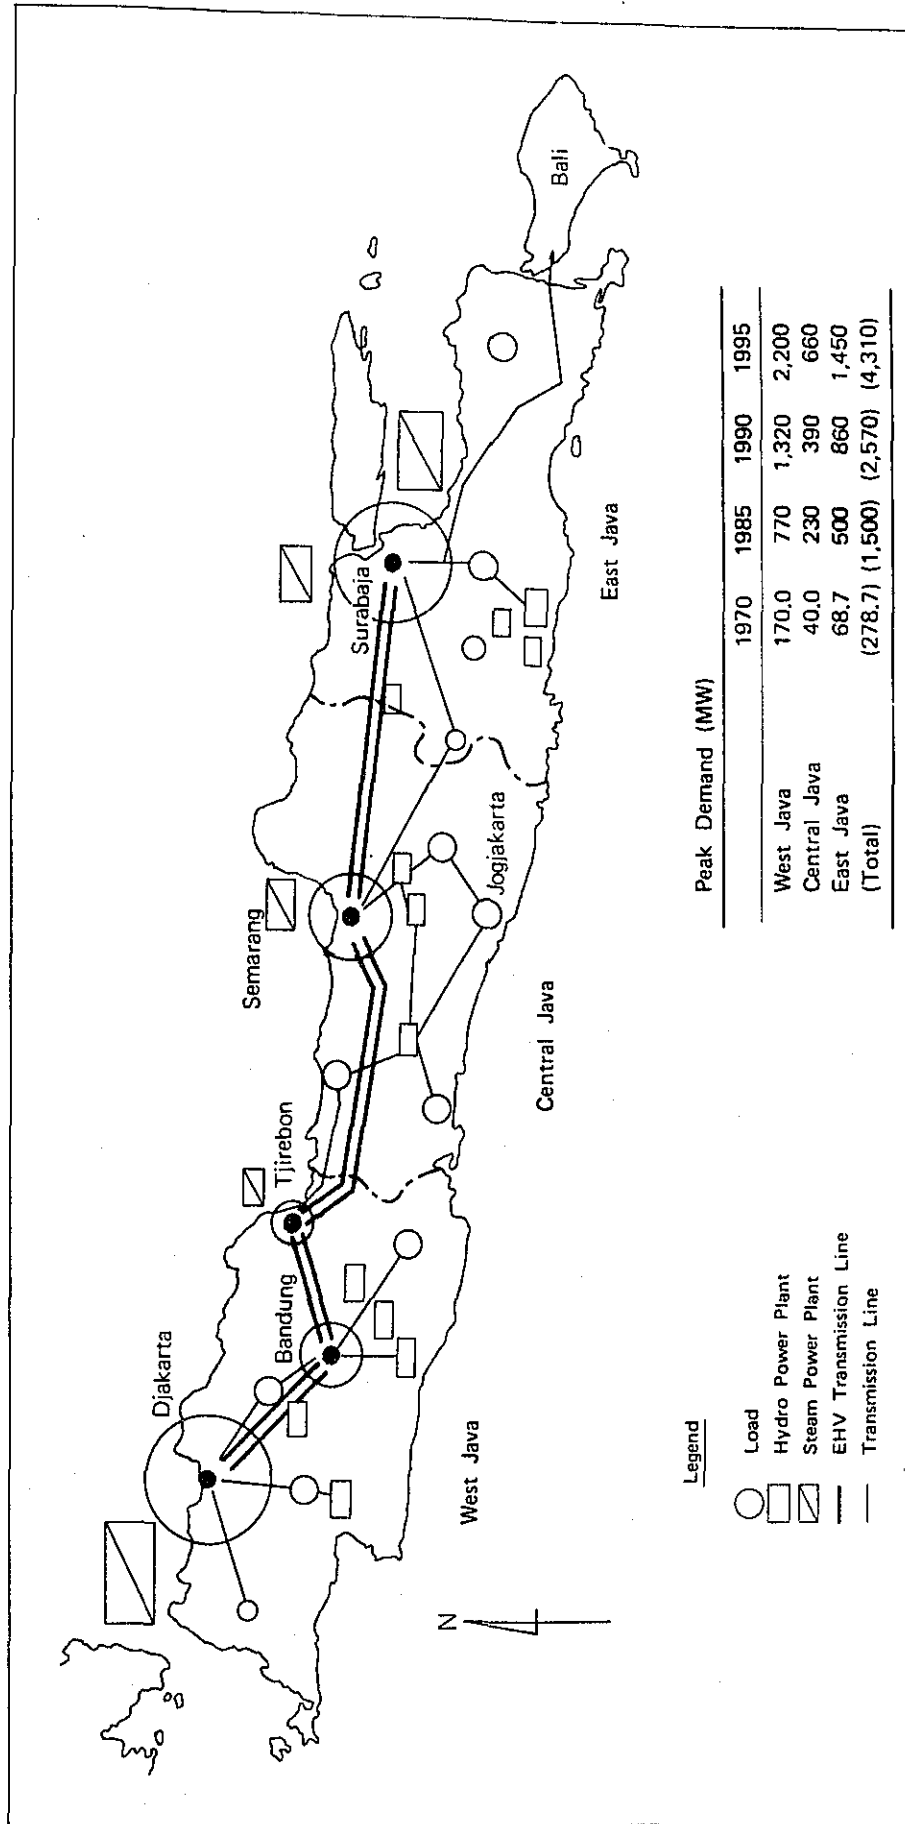 Djakarta
Bandung
Tjirebon
Semarang
Surabaja
Jogjakarta
Bali
West Java
Central Java
East Java
N
Legend
Load
Hydro Power Plant
Steam Power Plant
EHV Transmission Line
Transmission Line
Peak Demand (MW)
1970 1985 1990 1995
West Java 170.0 770 1,320 2,200
Central Java 40.0 230 390 660
East Java 68.7 500 860 1,450
(Total) (278.7) (1,500) (2,570) (4,310)